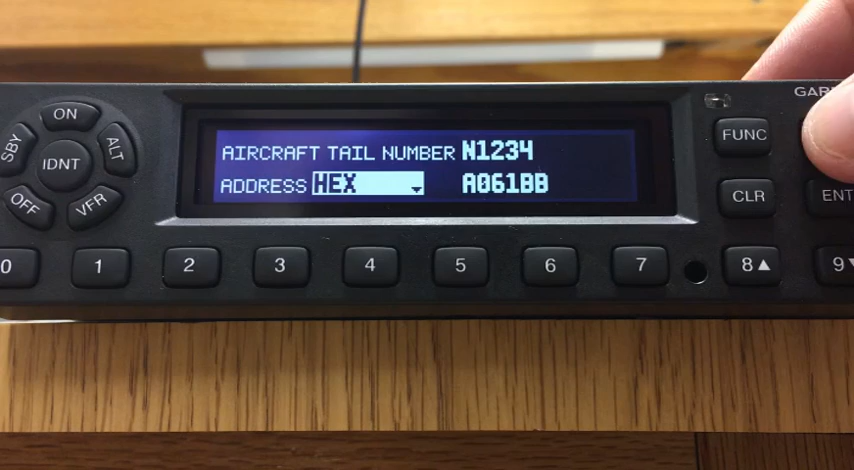 GAR
ON
SBY
ALT
IDNT
OFF
VFR
AIRCRAFT TAIL NUMBER N1234
ADDRESS HEX A061BB
FUNC
CLR
ENT
0 1 2 3 4 5 6 7 8▲ 9▼